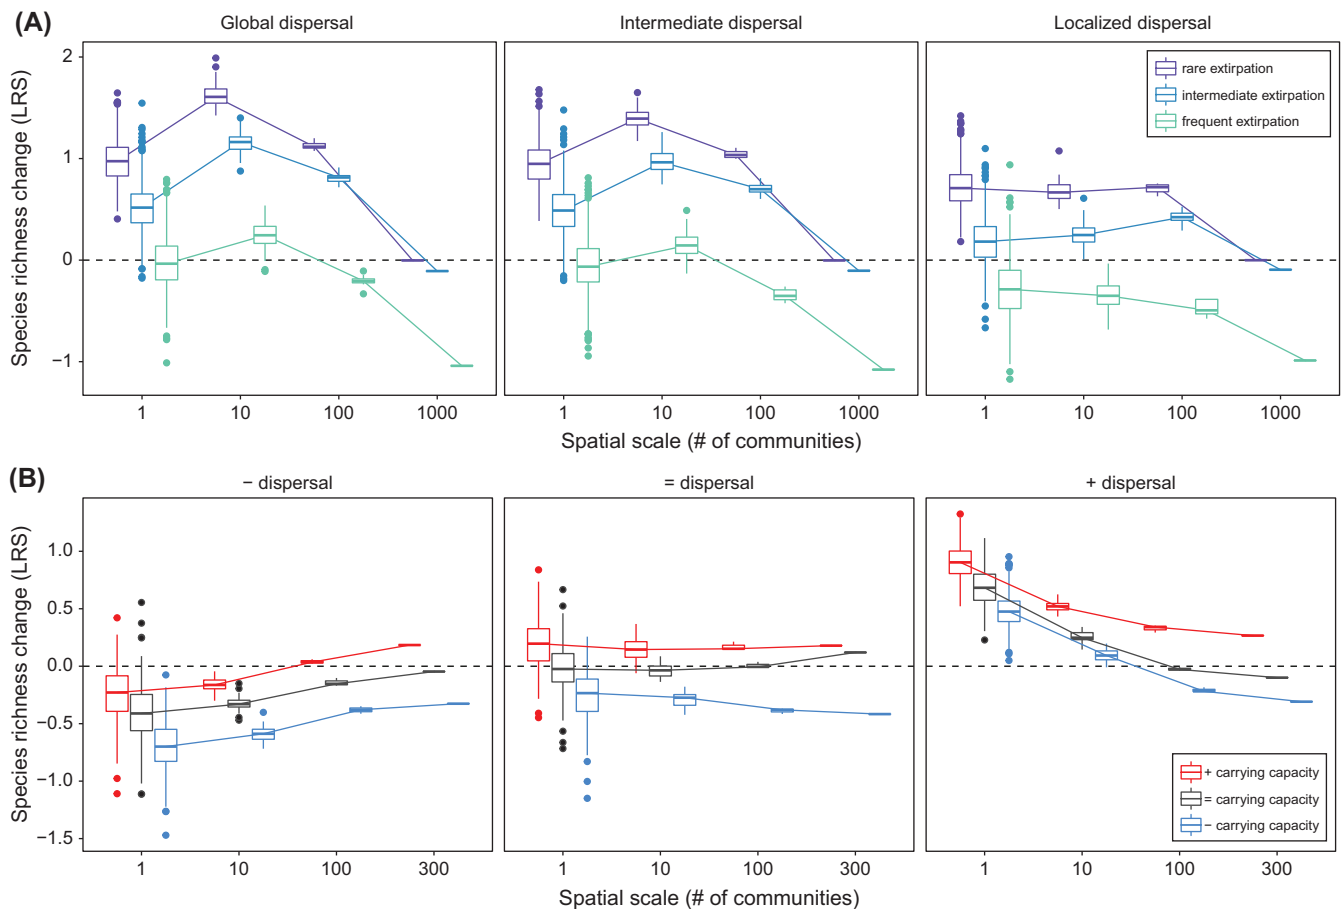 (A)
Global dispersal
Intermediate dispersal
Localized dispersal
Species richness change (LRS)
2
1
0
−1
rare extirpation
intermediate extirpation
frequent extirpation
1 10 100 1000
1 10 100 1000
1 10 100 1000
Spatial scale (# of communities)
(B)
− dispersal
= dispersal
+ dispersal
Species richness change (LRS)
1.0
0.5
0.0
−0.5
−1.0
−1.5
+ carrying capacity
= carrying capacity
− carrying capacity
1 10 100 300
1 10 100 300
1 10 100 300
Spatial scale (# of communities)